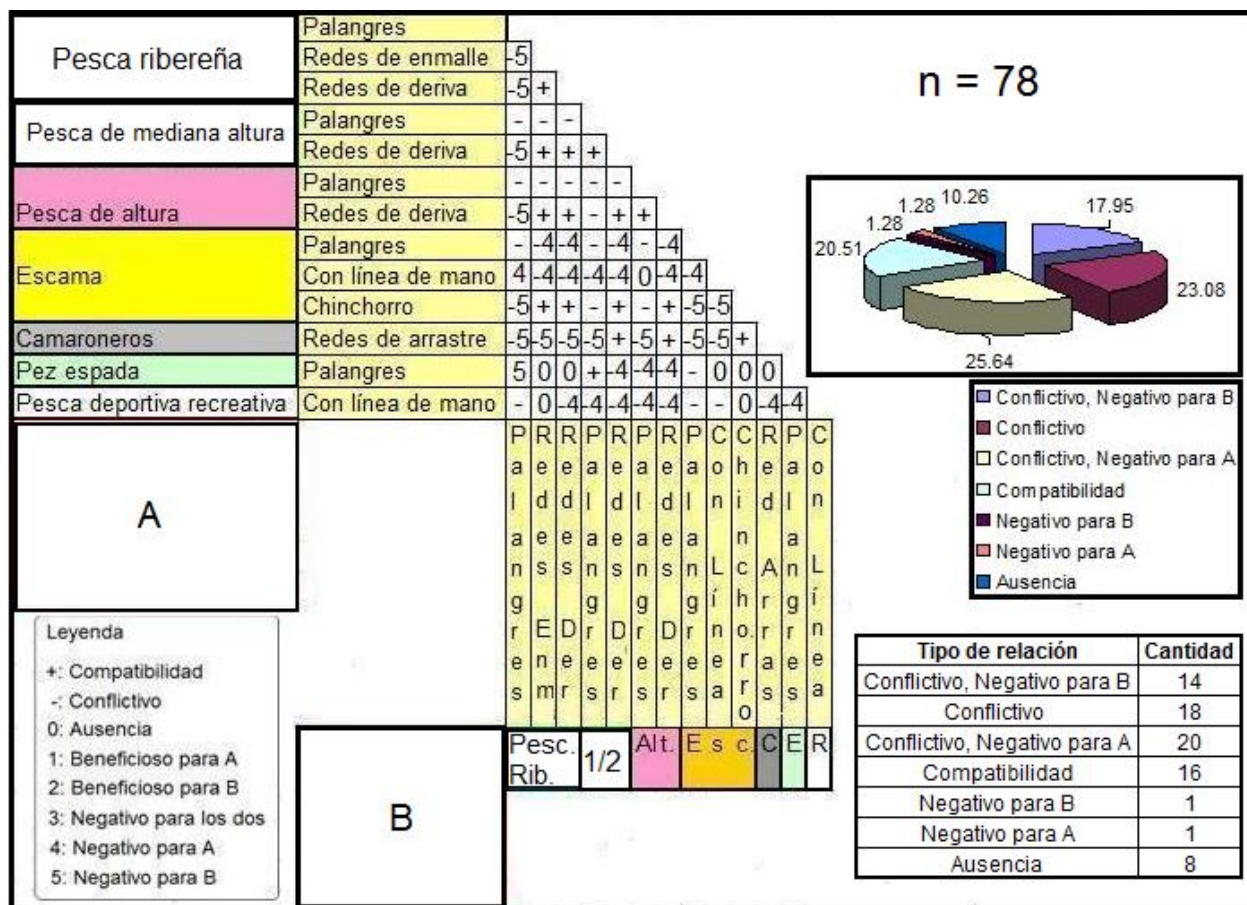 Pesca ribereña
Palangres
Redes de enmalle -5
Redes de deriva -5 +
Pesca de mediana altura
Palangres - - -
Redes de deriva -5 + + +
Pesca de altura
Palangres - - - - -
Redes de deriva -5 + + - + +
Escama
Palangres - -4 -4 - -4 - -4
Con línea de mano 4 -4 -4 -4 -4 0 -4 -4
Chinchorro -5 + + - + - + -5 -5
Camaroneros Redes de arrastre -5 -5 -5 -5 + -5 + -5 -5 +
Pez espada Palangres 5 0 0 + -4 -4 -4 - 0 0 0
Pesca deportiva recreativa Con línea de mano - 0 -4 -4 -4 -4 -4 - - 0 -4 -4
Palangres
Redes Enm
Redes Der
Palangres
Redes Der
Palangres
Redes Der
Palangres
Con Línea
Chinchorro.
Red Arras
Palangres
Con Línea
Pesc. Rib.
1/2
Alt.
Esc.
C
E
R
A
B
Leyenda
+: Compatibilidad
-: Conflictivo
0: Ausencia
1: Beneficioso para A
2: Beneficioso para B
3: Negativo para los dos
4: Negativo para A
5: Negativo para B
n = 78
17.95
23.08
25.64
20.51
1.28
1.28
10.26
Conflictivo, Negativo para B
Conflictivo
Conflictivo, Negativo para A
Compatibilidad
Negativo para B
Negativo para A
Ausencia
Tipo de relación Cantidad
Conflictivo, Negativo para B 14
Conflictivo 18
Conflictivo, Negativo para A 20
Compatibilidad 16
Negativo para B 1
Negativo para A 1
Ausencia 8